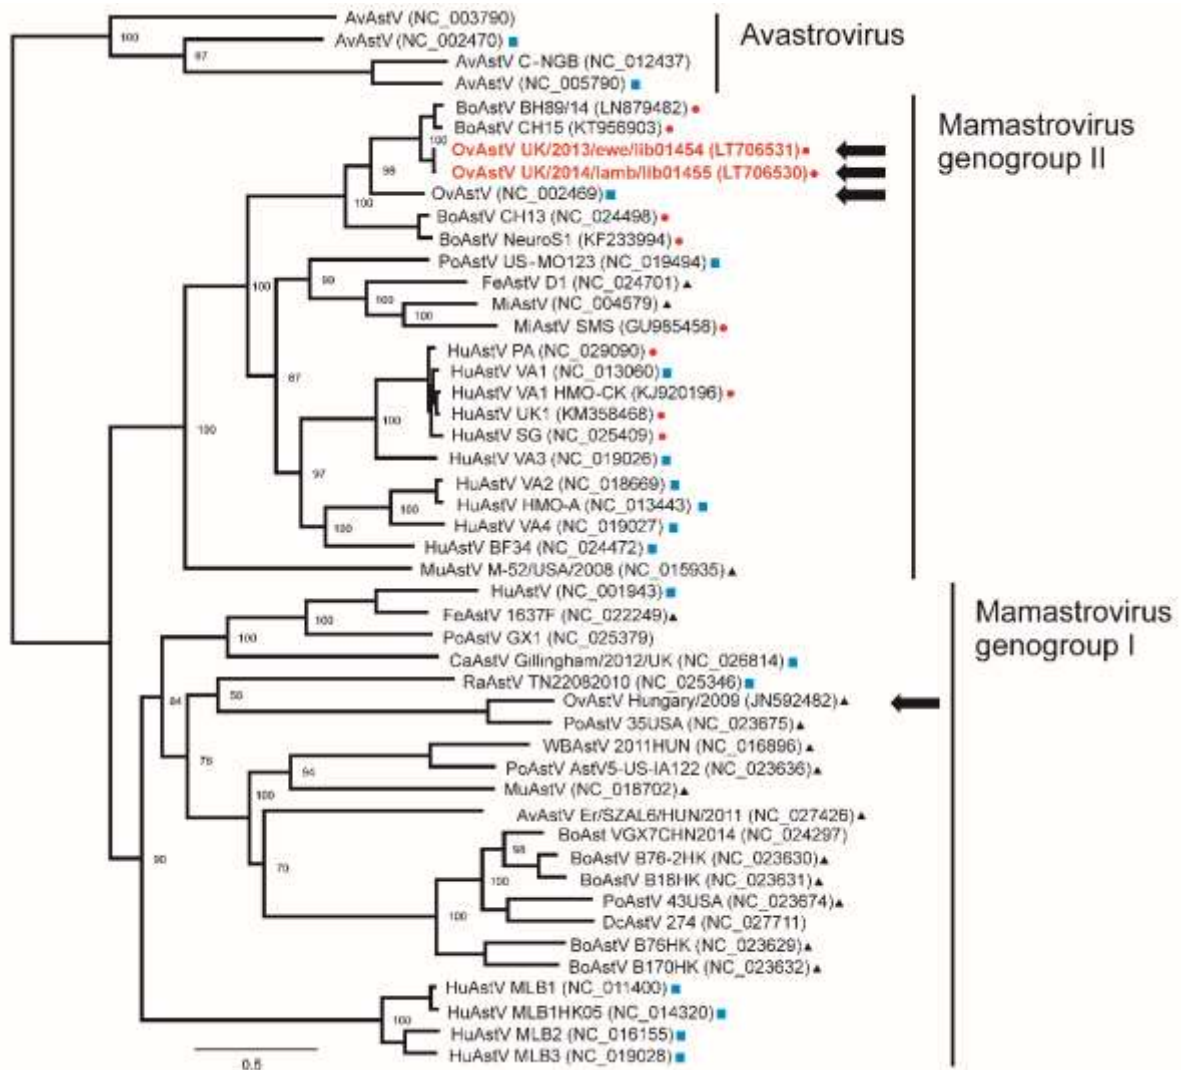 AvAstV (NC_003790)
100
AvAstV (NC_002470)
Avastrovirus
67
AvAstV C-NGB (NC_012437)
AvAstV (NC_005790)
BoAstV BH89/14 (LN879482)
Mamastrovirus
genogroup II
BoAstV CH15 (KT956903)
100
OvAstV UK/2013/ewe/lib01454 (LT706531)
98
OvAstV UK/2014/lamb/lib01455 (LT706530)
OvAstV (NC_002469)
100
BoAstV CH13 (NC_024498)
BoAstV NeuroS1 (KF233994)
PoAstV US-MO123 (NC_019494)
100
99
FeAstV D1 (NC_024701)
100
MiAstV (NC_004579)
100
MiAstV SMS (GU985458)
HuAstV PA (NC_029090)
HuAstV VA1 (NC_013060)
87
HuAstV VA1 HMO-CK (KJ920196)
HuAstV UK1 (KM358468)
100
100
HuAstV SG (NC_025409)
HuAstV VA3 (NC_019026)
97
HuAstV VA2 (NC_018669)
HuAstV HMO-A (NC_013443)
100
HuAstV VA4 (NC_019027)
100
HuAstV BF34 (NC_024472)
MuAstV M-52/USA/2008 (NC_015935)
HuAstV (NC_001943)
Mamastrovirus
genogroup I
FeAstV 1637F (NC_022249)
100
PoAstV GX1 (NC_025379)
100
CaAstV Gillingham/2012/UK (NC_026814)
RaAstV TN22082010 (NC_025346)
58
84
OvAstV Hungary/2009 (JN592482)
PoAstV 35USA (NC_023675)
WBAstV 2011HUN (NC_016896)
76
PoAstV AstV5-US-IA122 (NC_023636)
94
MuAstV (NC_018702)
100
AvAstV Er/SZAL6/HUN/2011 (NC_027426)
BoAst VGX7CHN2014 (NC_024297)
98
90
BoAstV B76-2HK (NC_023630)
70
BoAstV B18HK (NC_023631)
100
PoAstV 43USA (NC_023674)
100
DcAstV 274 (NC_027711)
BoAstV B76HK (NC_023629)
BoAstV B170HK (NC_023632)
HuAstV MLB1 (NC_011400)
HuAstV MLB1HK05 (NC_014320)
100
HuAstV MLB2 (NC_016155)
HuAstV MLB3 (NC_019028)
0.5